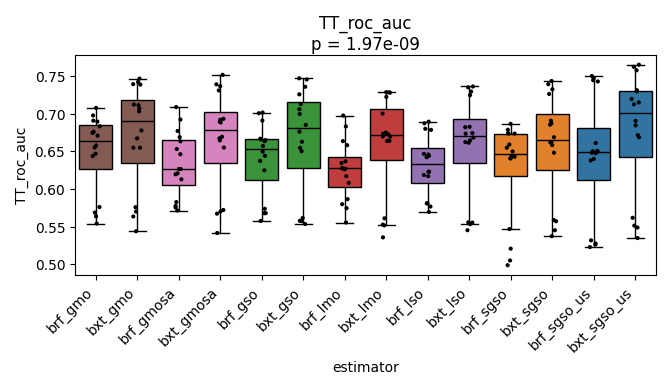 TT_roc_auc
p = 1.97e-09
TT_roc_auc
0.75
0.70
0.65
0.60
0.55
0.50
brf_gmo
bxt_gmo
brf_gmosa
bxt_gmosa
brf_gso
bxt_gso
brf_lmo
bxt_lmo
brf_lso
bxt_lso
brf_sgso
bxt_sgso
brf_sgso_us
bxt_sgso_us
estimator